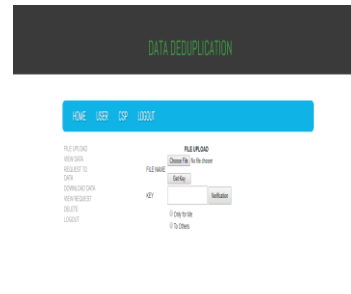 DATA DEDUPLICATION
HOME USER CSP LOGOUT
FILE UPLOAD
VIEW DATA
REQUEST TO
DATA
DOWNLOAD DATA
VIEW REQUEST
DELETE
LOGOUT
FILE UPLOAD
FILE NAME Choose File No file chosen
Get Key
KEY Verification
Only for Me
To Others